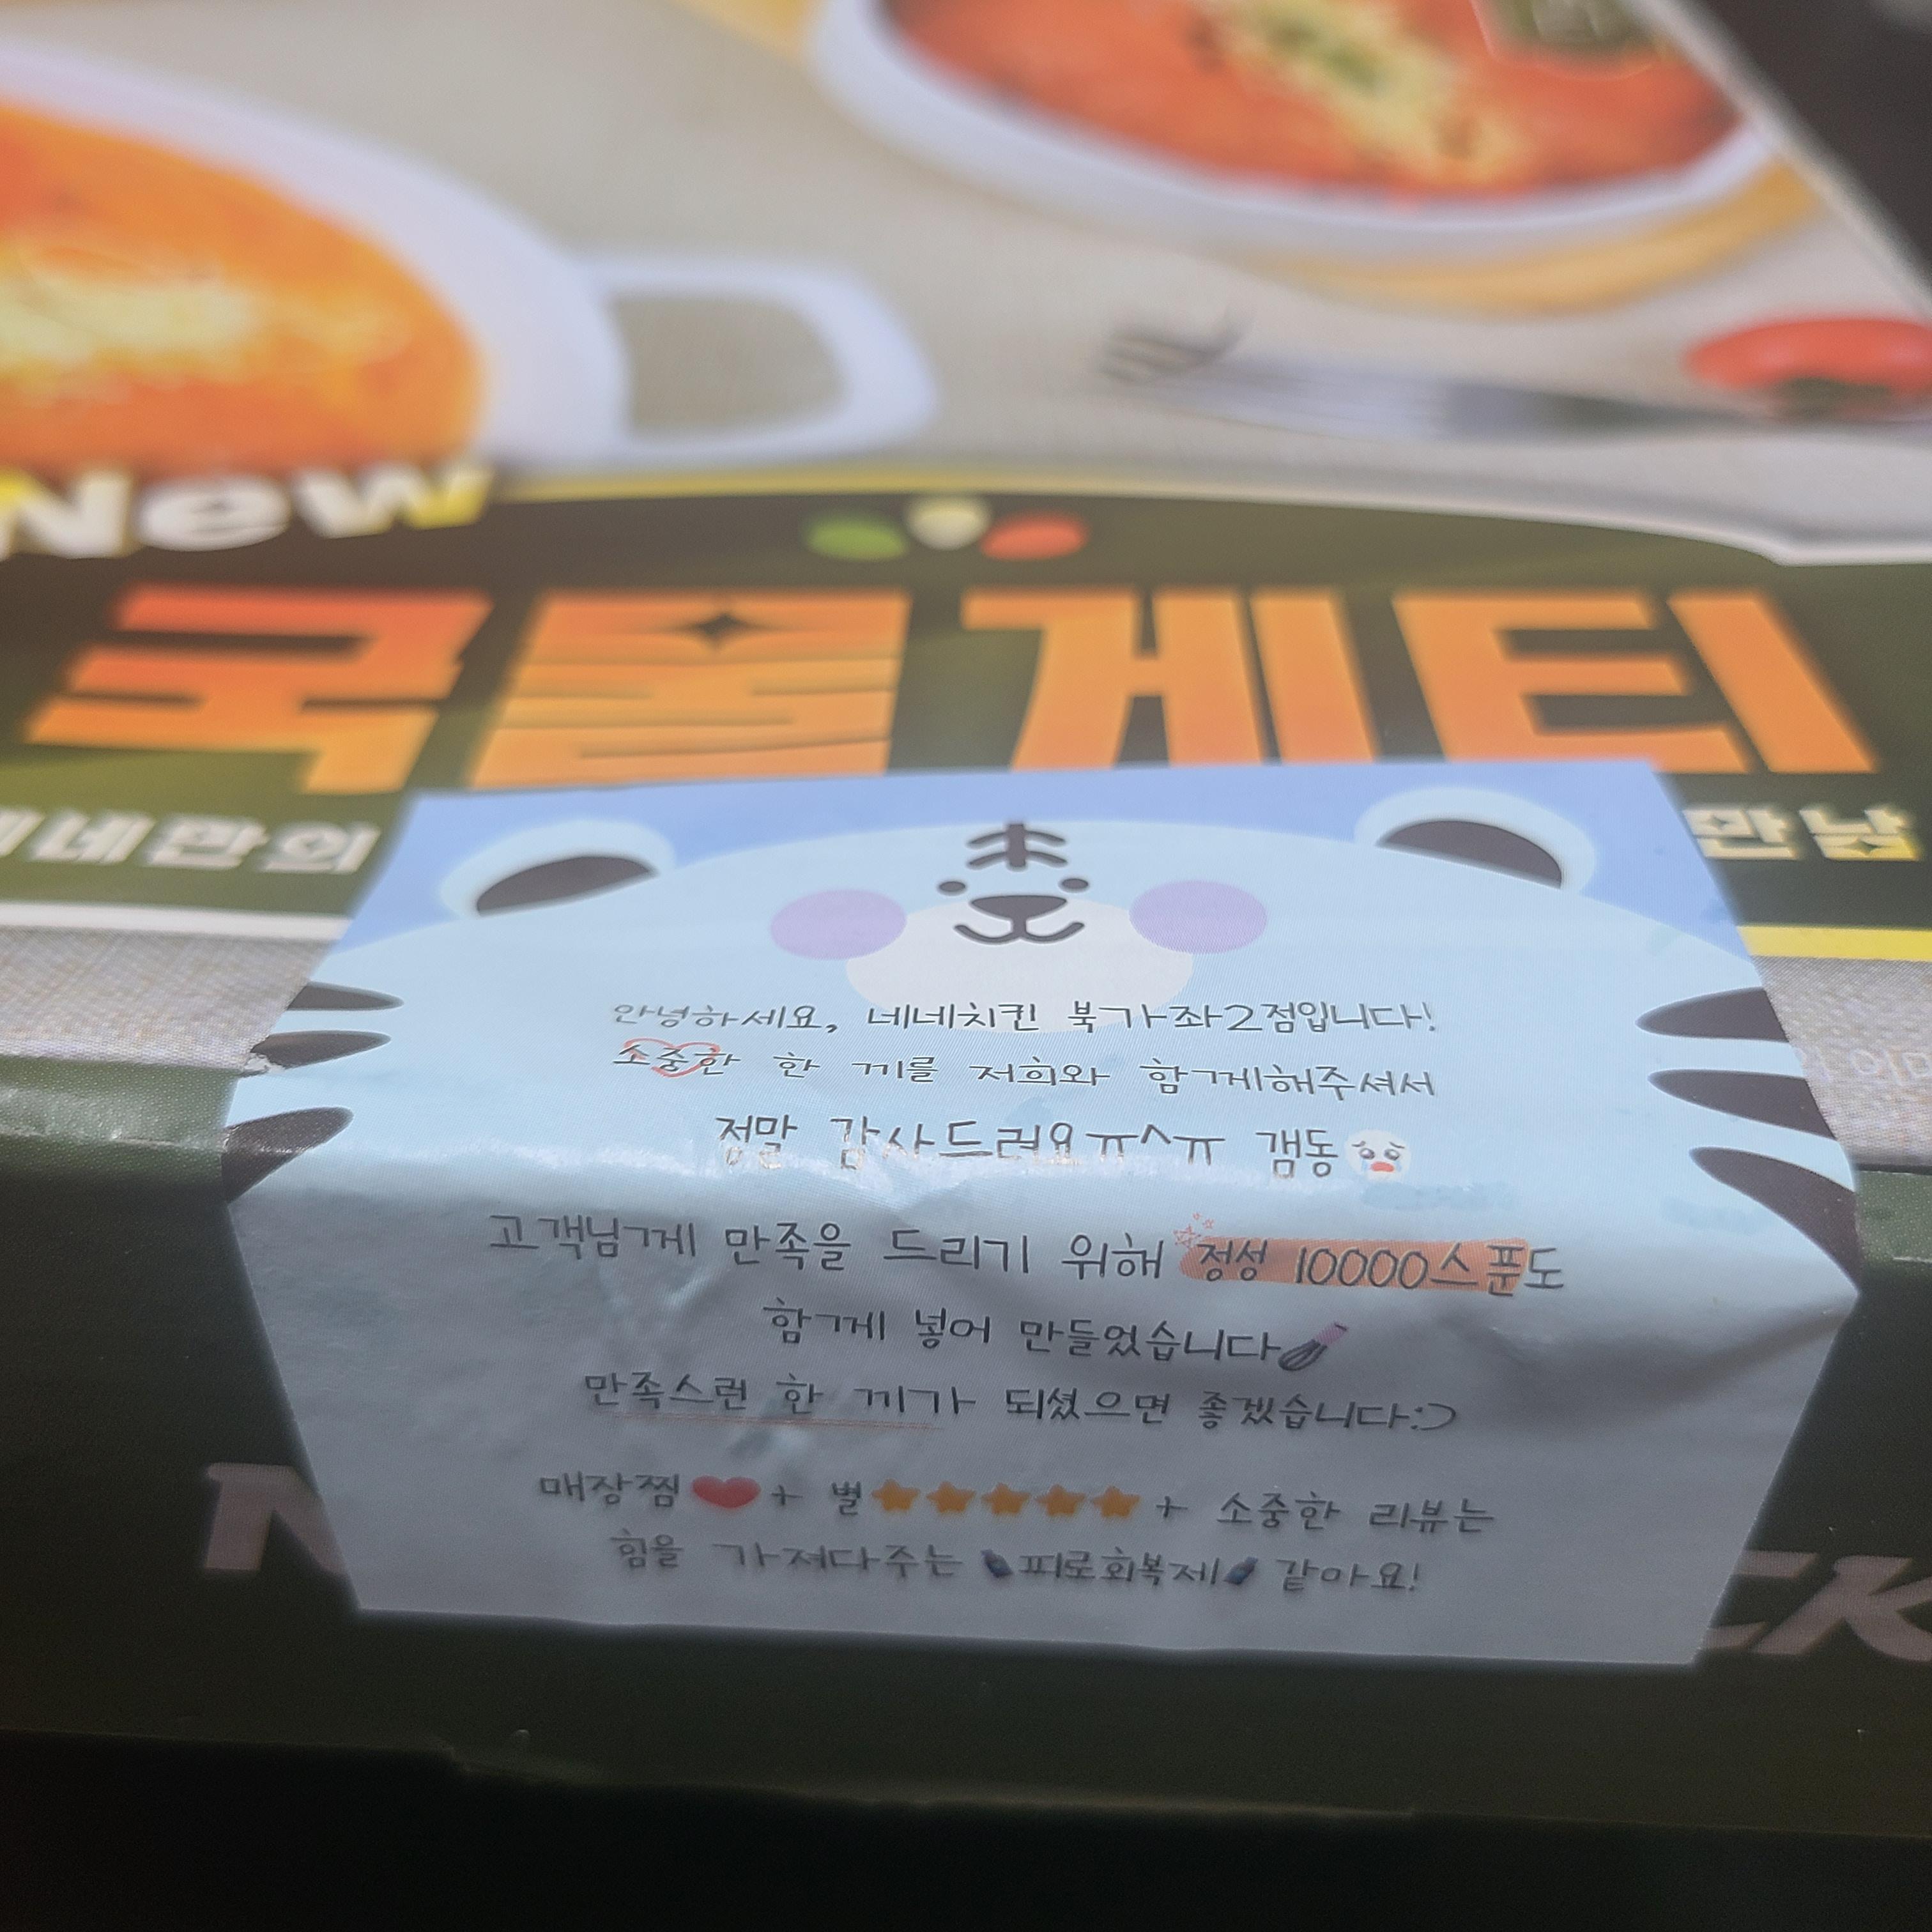 New
국물게티
네네만의
만남
안녕하세요, 네네치킨 북가좌2점입니다!
소중한 한 끼를 저희와 함께해주셔서
정말 감사드려요ㅠ^ㅠ 갬동😭
고객님께 만족을 드리기 위해 정성 10000스푼도
함께 넣어 만들었습니다
만족스런 한 끼가 되셨으면 좋겠습니다:)
매장찜❤+ 별⭐⭐⭐⭐⭐+ 소중한 리뷰는
힘을 가져다주는 피로회복제 같아요!